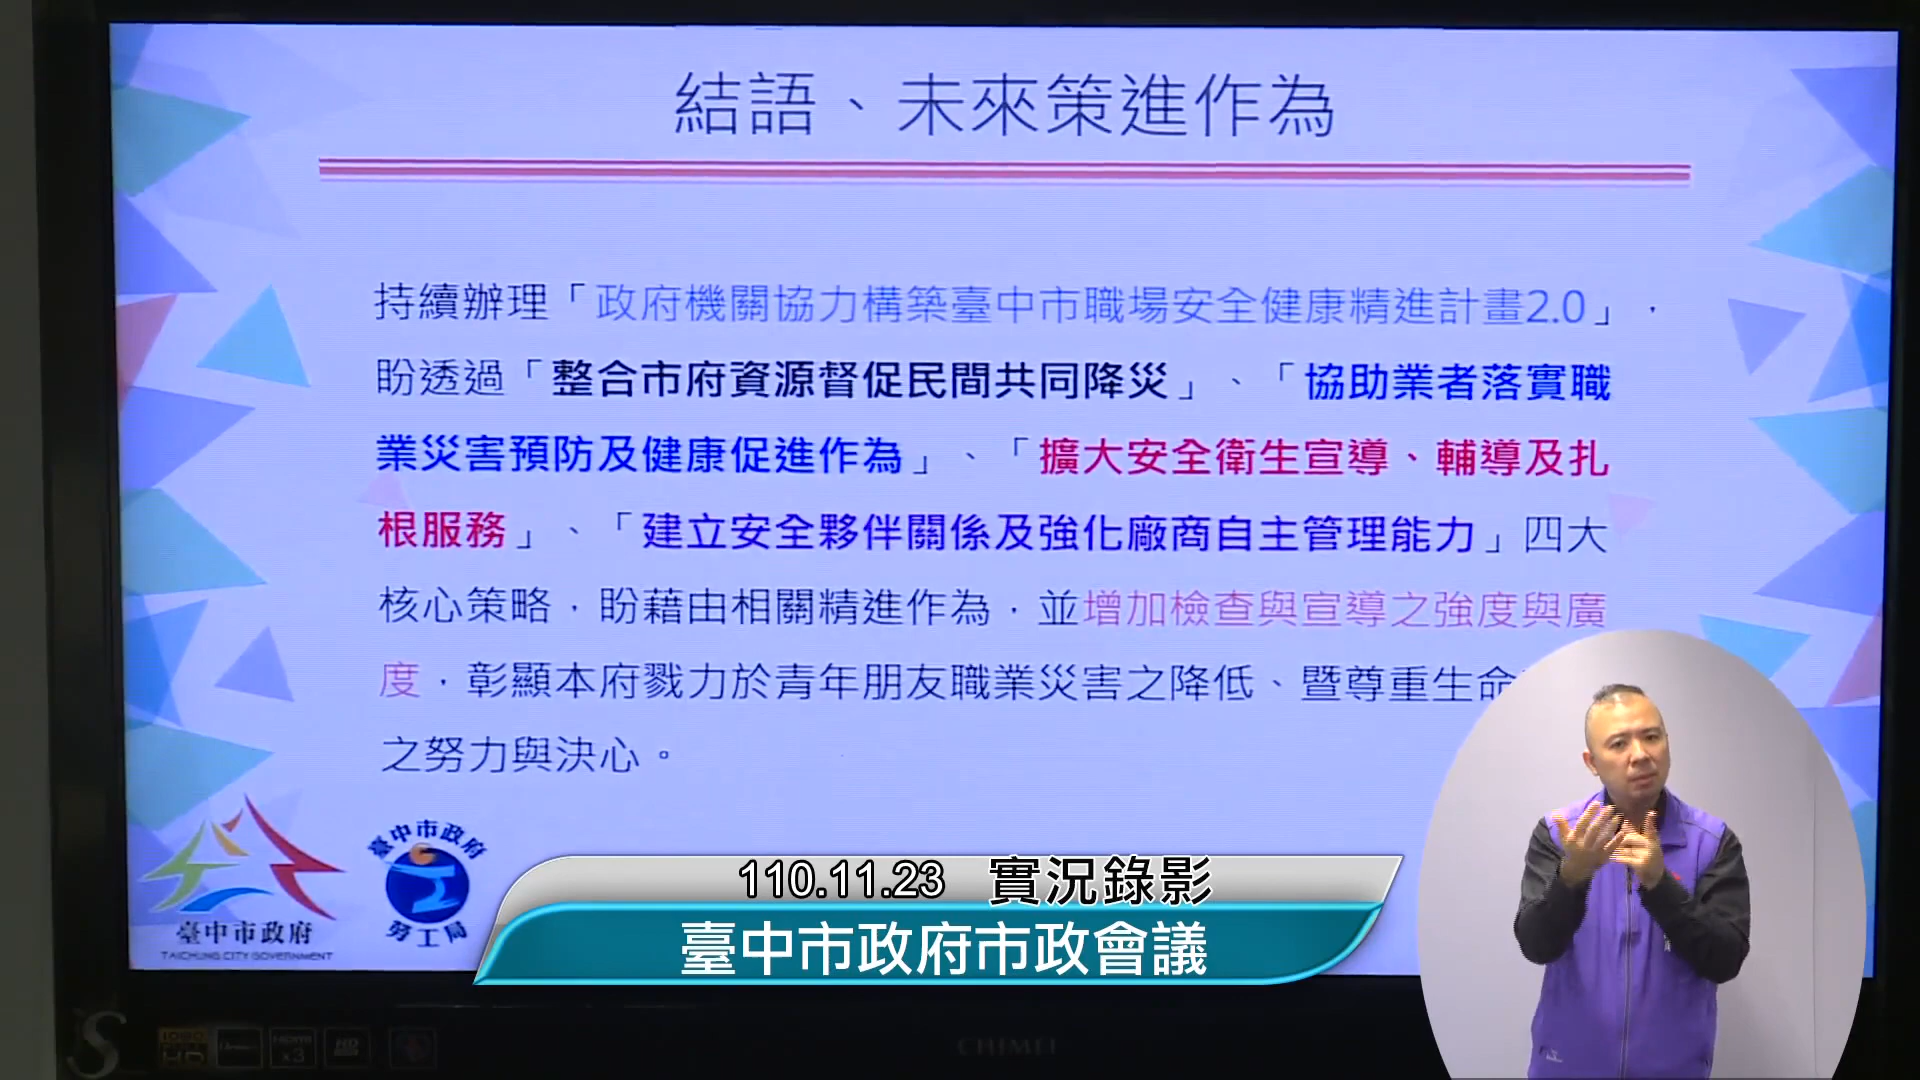 結語、未來策進作為
持續辦理「政府機關協力構築臺中市職場安全健康精進計畫2.0」，
盼透過「整合市府資源督促民間共同降災」、「協助業者落實職
業災害預防及健康促進作為」、「擴大安全衛生宣導、輔導及扎
根服務」、「建立安全夥伴關係及強化廠商自主管理能力」四大
核心策略，盼藉由相關精進作為，並增加檢查與宣導之強度與廣
度，彰顯本府戮力於青年朋友職業災害之降低、暨尊重生命
之努力與決心。
臺中市政府
TAICHUNG CITY GOVERNMENT
臺中市政府
勞工局
110.11.23 實況錄影
臺中市政府市政會議
CHIMEI